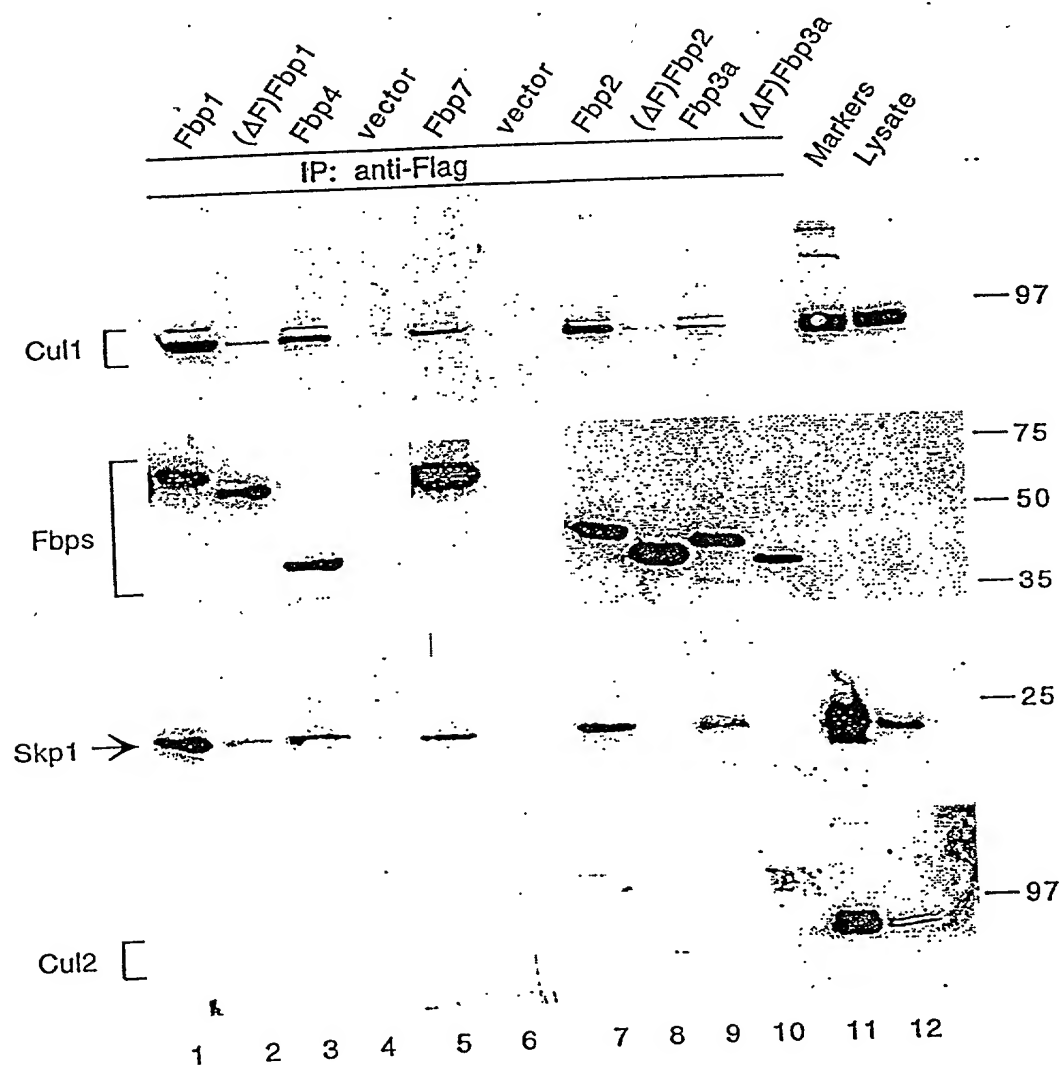 Fbp1 (ΔF)Fbp1 Fbp4 vector Fbp7 vector Fbp2 (ΔF)Fbp2 Fbp3a (ΔF)Fbp3a Markers Lysate
IP: anti-Flag
97
Cul1
75
50
Fbps
35
25
Skp1
97
Cul2
1 2 3 4 5 6 7 8 9 10 11 12